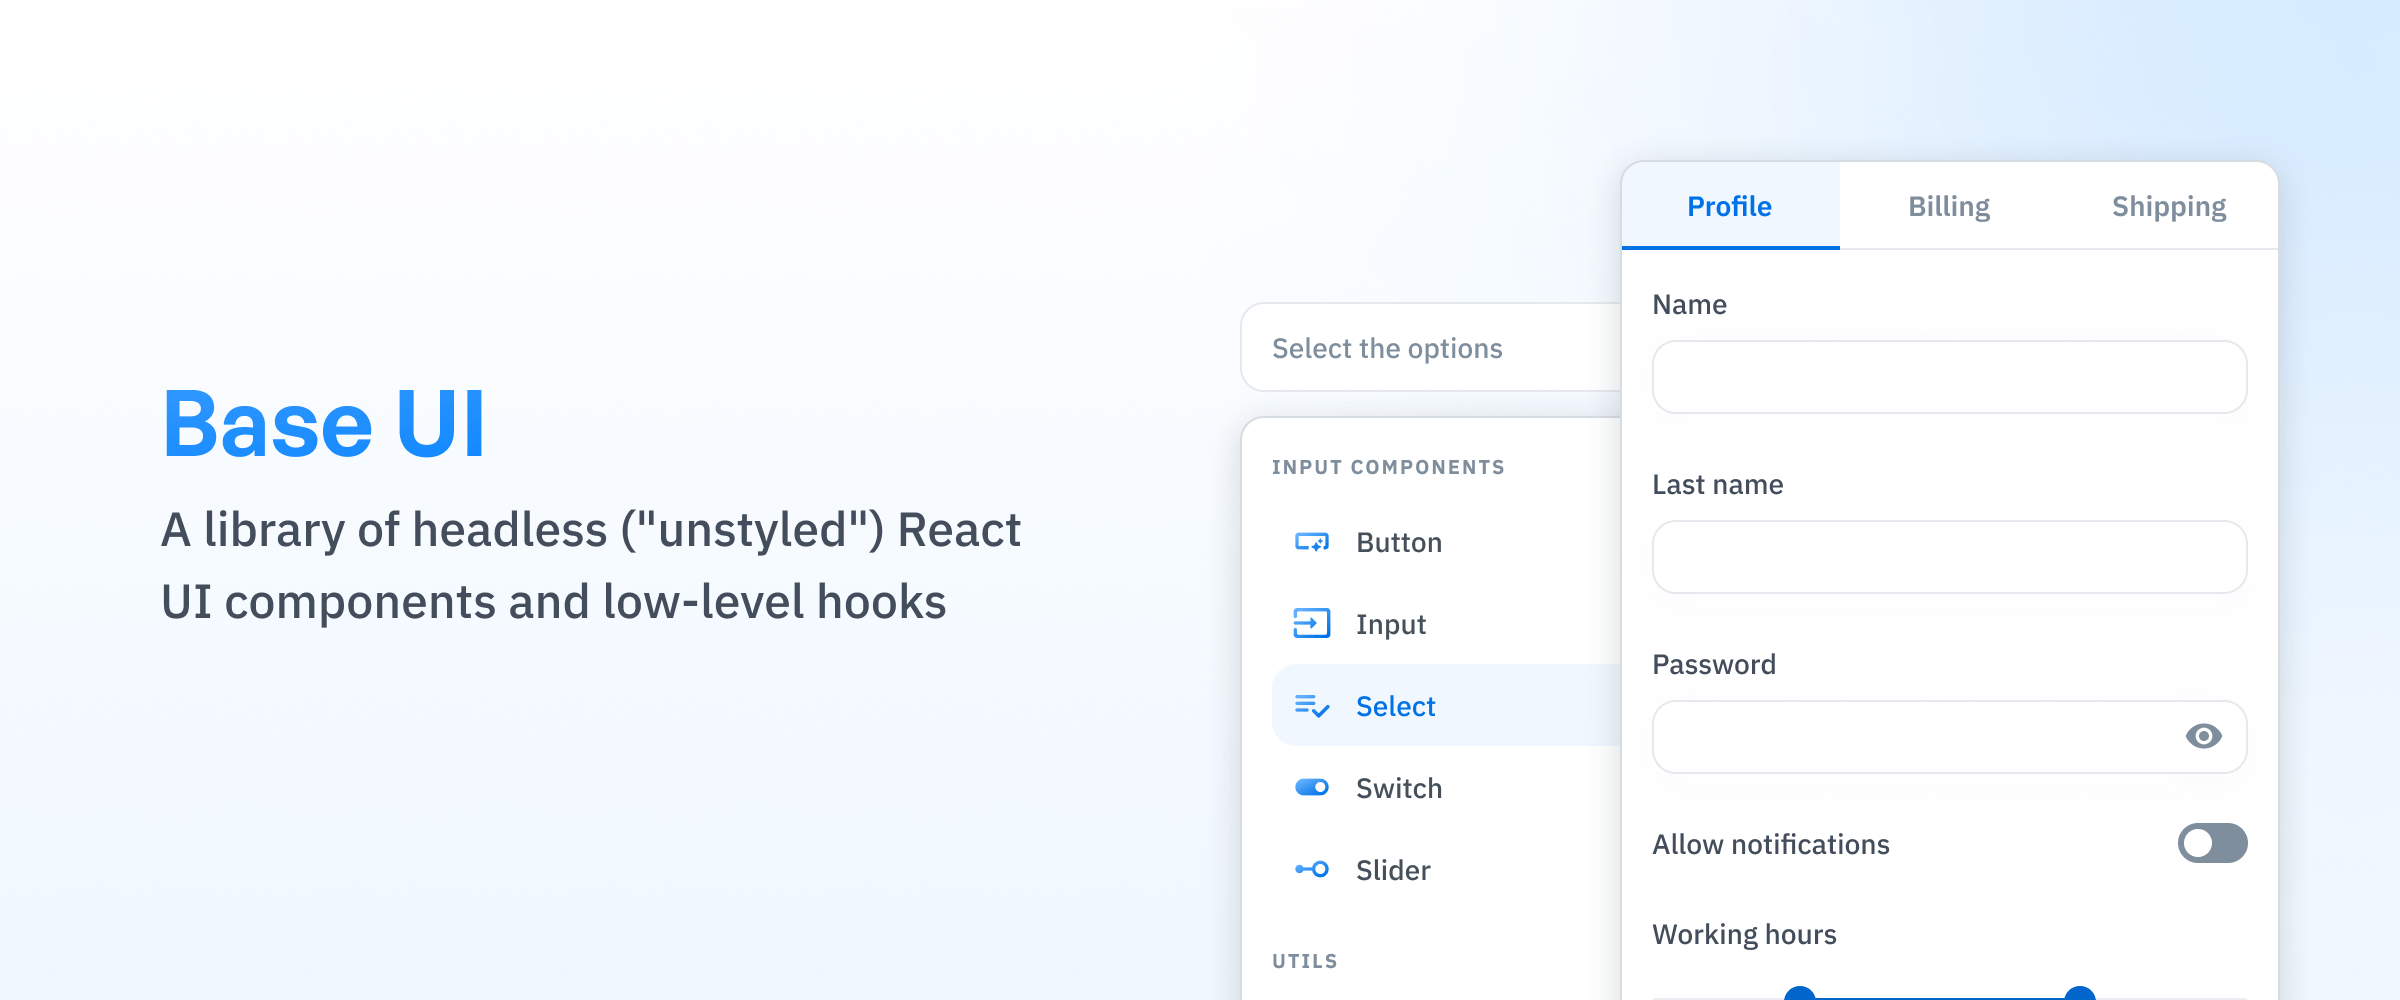 Base UI
A library of headless ("unstyled") React
UI components and low-level hooks
Select the options
INPUT COMPONENTS
Button
Input
Select
Switch
Slider
UTILS
Profile
Billing
Shipping
Name
Last name
Password
Allow notifications
Working hours